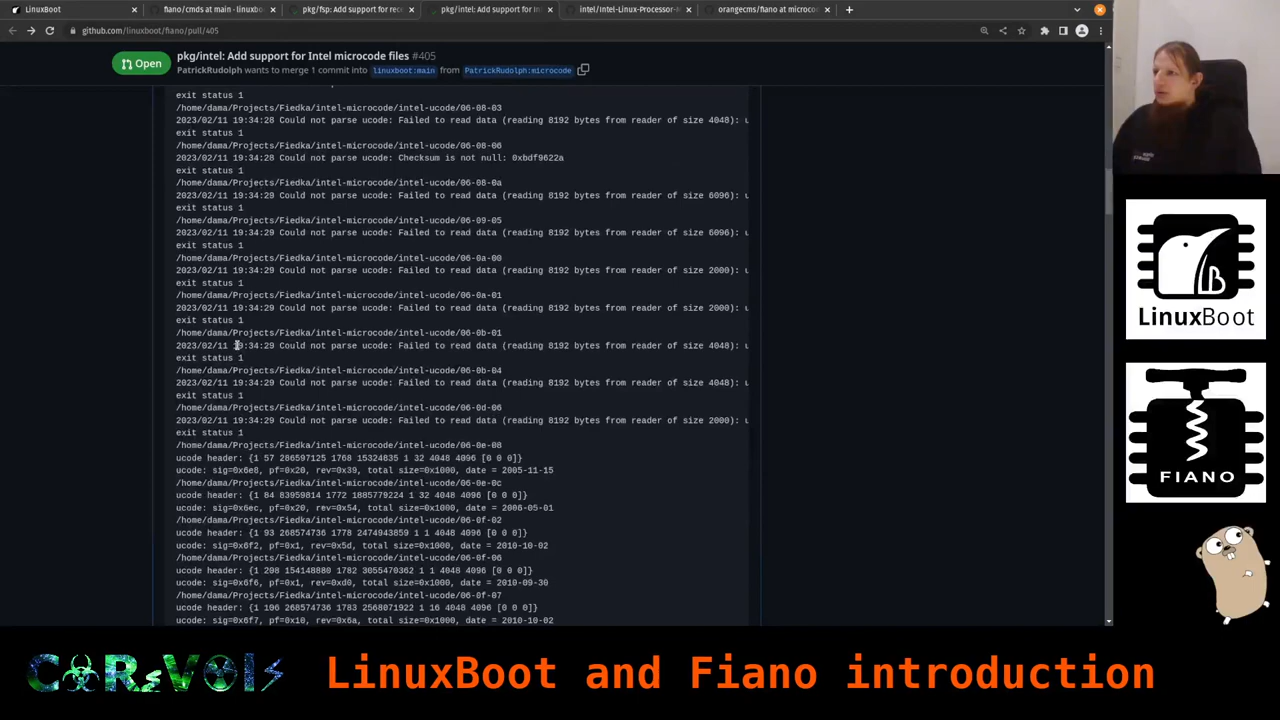 LinuxBoot
fiano/cmds at main · linuxbo
pkg/fsp: Add support for rec
pkg/intel: Add support for In
intel/Intel-Linux-Processor-M
orangecms/fiano at microco
github.com/linuxboot/fiano/pull/405
Open
pkg/intel: Add support for Intel microcode files #405
PatrickRudolph wants to merge 1 commit into linuxboot:main from PatrickRudolph:microcode
exit status 1
/home/dama/Projects/Fiedka/intel-microcode/intel-ucode/06-08-03
2023/02/11 19:34:28 Could not parse ucode: Failed to read data (reading 8192 bytes from reader of size 4048): u
exit status 1
/home/dama/Projects/Fiedka/intel-microcode/intel-ucode/06-08-06
2023/02/11 19:34:28 Could not parse ucode: Checksum is not null: 0xbdf9622a
exit status 1
/home/dama/Projects/Fiedka/intel-microcode/intel-ucode/06-08-0a
2023/02/11 19:34:29 Could not parse ucode: Failed to read data (reading 8192 bytes from reader of size 6096): u
exit status 1
/home/dama/Projects/Fiedka/intel-microcode/intel-ucode/06-09-05
2023/02/11 19:34:29 Could not parse ucode: Failed to read data (reading 8192 bytes from reader of size 6096): u
exit status 1
/home/dama/Projects/Fiedka/intel-microcode/intel-ucode/06-0a-00
2023/02/11 19:34:29 Could not parse ucode: Failed to read data (reading 8192 bytes from reader of size 2000): u
exit status 1
/home/dama/Projects/Fiedka/intel-microcode/intel-ucode/06-0a-01
2023/02/11 19:34:29 Could not parse ucode: Failed to read data (reading 8192 bytes from reader of size 2000): u
exit status 1
/home/dama/Projects/Fiedka/intel-microcode/intel-ucode/06-0b-01
2023/02/11 19:34:29 Could not parse ucode: Failed to read data (reading 8192 bytes from reader of size 4048): u
exit status 1
/home/dama/Projects/Fiedka/intel-microcode/intel-ucode/06-0b-04
2023/02/11 19:34:29 Could not parse ucode: Failed to read data (reading 8192 bytes from reader of size 4048): u
exit status 1
/home/dama/Projects/Fiedka/intel-microcode/intel-ucode/06-0d-06
2023/02/11 19:34:29 Could not parse ucode: Failed to read data (reading 8192 bytes from reader of size 2000): u
exit status 1
/home/dama/Projects/Fiedka/intel-microcode/intel-ucode/06-0e-08
ucode header: {1 57 286597125 1768 15324835 1 32 4048 4096 [0 0 0]}
ucode: sig=0x6e8, pf=0x20, rev=0x39, total size=0x1000, date = 2005-11-15
/home/dama/Projects/Fiedka/intel-microcode/intel-ucode/06-0e-0c
ucode header: {1 84 83959814 1772 1885779224 1 32 4048 4096 [0 0 0]}
ucode: sig=0x6ec, pf=0x20, rev=0x54, total size=0x1000, date = 2006-05-01
/home/dama/Projects/Fiedka/intel-microcode/intel-ucode/06-0f-02
ucode header: {1 93 268574736 1778 2474943859 1 1 4048 4096 [0 0 0]}
ucode: sig=0x6f2, pf=0x1, rev=0x5d, total size=0x1000, date = 2010-10-02
/home/dama/Projects/Fiedka/intel-microcode/intel-ucode/06-0f-06
ucode header: {1 208 154148880 1782 3055470362 1 1 4048 4096 [0 0 0]}
ucode: sig=0x6f6, pf=0x1, rev=0xd0, total size=0x1000, date = 2010-09-30
/home/dama/Projects/Fiedka/intel-microcode/intel-ucode/06-0f-07
ucode header: {1 106 268574736 1783 2568071922 1 16 4048 4096 [0 0 0]}
ucode: sig=0x6f7, pf=0x10, rev=0x6a, total size=0x1000, date = 2010-10-02
LB
LinuxBoot
FIANO
LinuxBoot and Fiano introduction